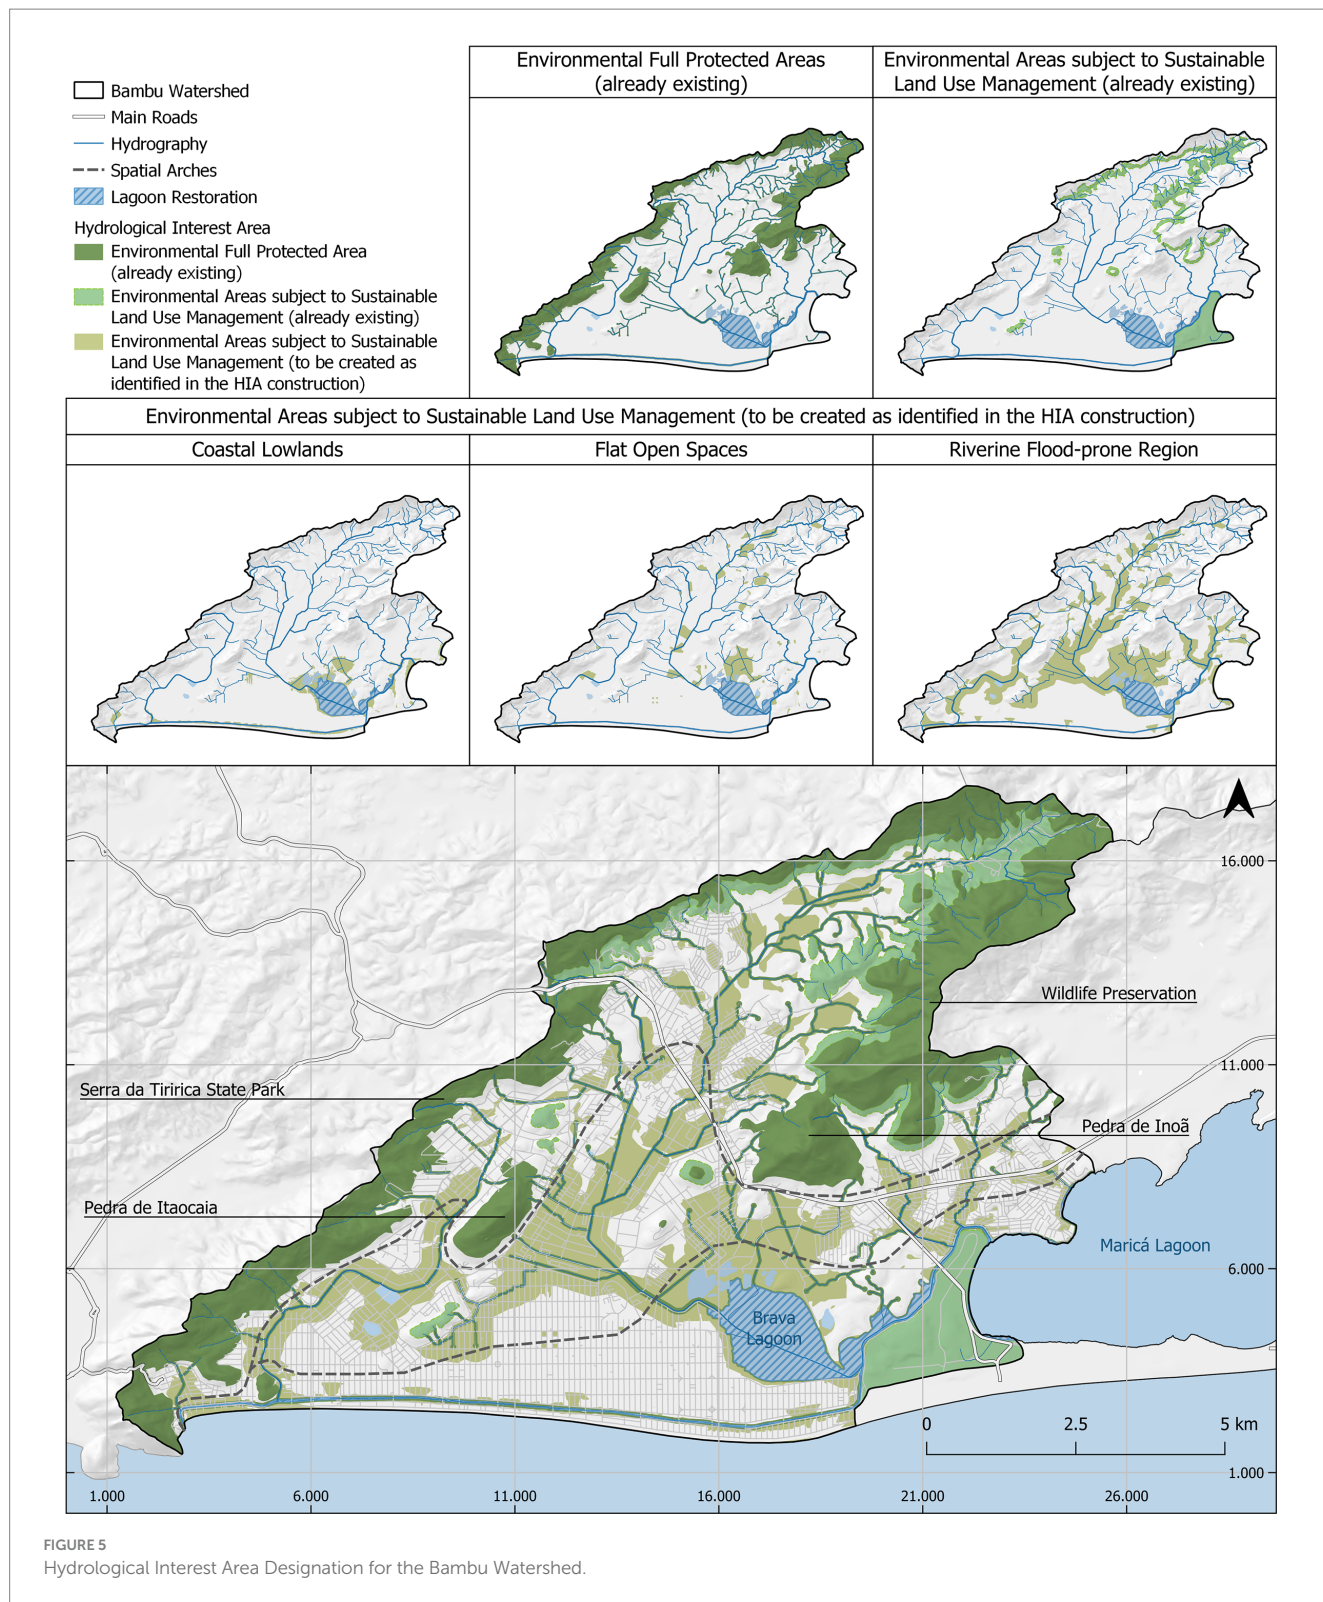 Bambu Watershed
Main Roads
Hydrography
Spatial Arches
Lagoon Restoration
Hydrological Interest Area
Environmental Full Protected Area
(already existing)
Environmental Areas subject to Sustainable
Land Use Management (already existing)
Environmental Areas subject to Sustainable
Land Use Management (to be created as
identified in the HIA construction)
Environmental Full Protected Areas
(already existing)
Environmental Areas subject to Sustainable
Land Use Management (already existing)
Environmental Areas subject to Sustainable Land Use Management (to be created as identified in the HIA construction)
Coastal Lowlands
Flat Open Spaces
Riverine Flood-prone Region
16.000
Wildlife Preservation
11.000
Serra da Tiririca State Park
Pedra de Inoã
Pedra de Itaocaia
Maricá Lagoon
6.000
Brava
Lagoon
0 2.5 5 km
1.000
1.000 6.000 11.000 16.000 21.000 26.000
FIGURE 5
Hydrological Interest Area Designation for the Bambu Watershed.